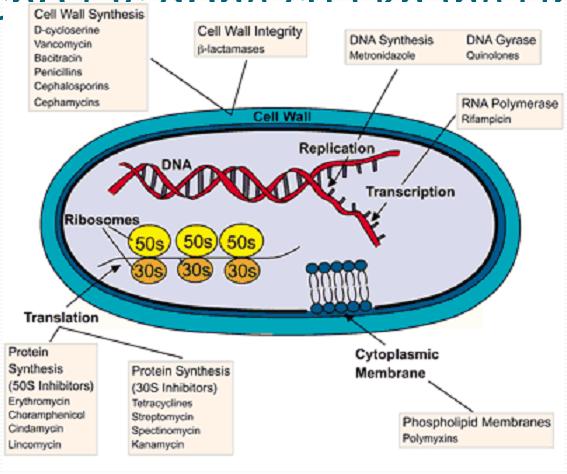 Cell Wall Synthesis
D-cycloserine
Vancomycin
Bacitracin
Penicillins
Cephalosporins
Cephamycins
Cell Wall Integrity
β-lactamases
DNA Synthesis
Metronidazole
DNA Gyrase
Quinolones
RNA Polymerase
Rifampicin
Cell Wall
DNA
Replication
Transcription
Ribosomes
50s 50s 50s
30s 30s 30s
Translation
Cytoplasmic
Membrane
Protein
Synthesis
(50S Inhibitors)
Erythromycin
Choramphenicol
Cindamycin
Lincomycin
Protein Synthesis
(30S Inhibitors)
Tetracyclines
Streptomycin
Spectinomycin
Kanamycin
Phospholipid Membranes
Polymyxins